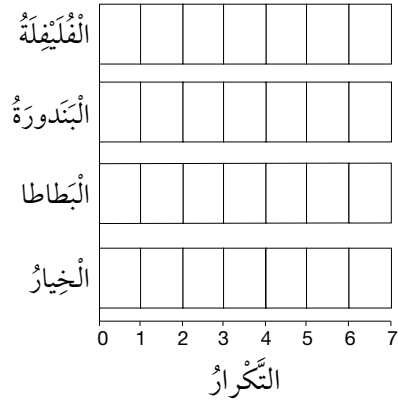 الْفُلَيْفِلَةُ
الْبَنَدورَةُ
الْبَطاطا
الْخِيارُ
0 1 2 3 4 5 6 7
التَّكْرارُ